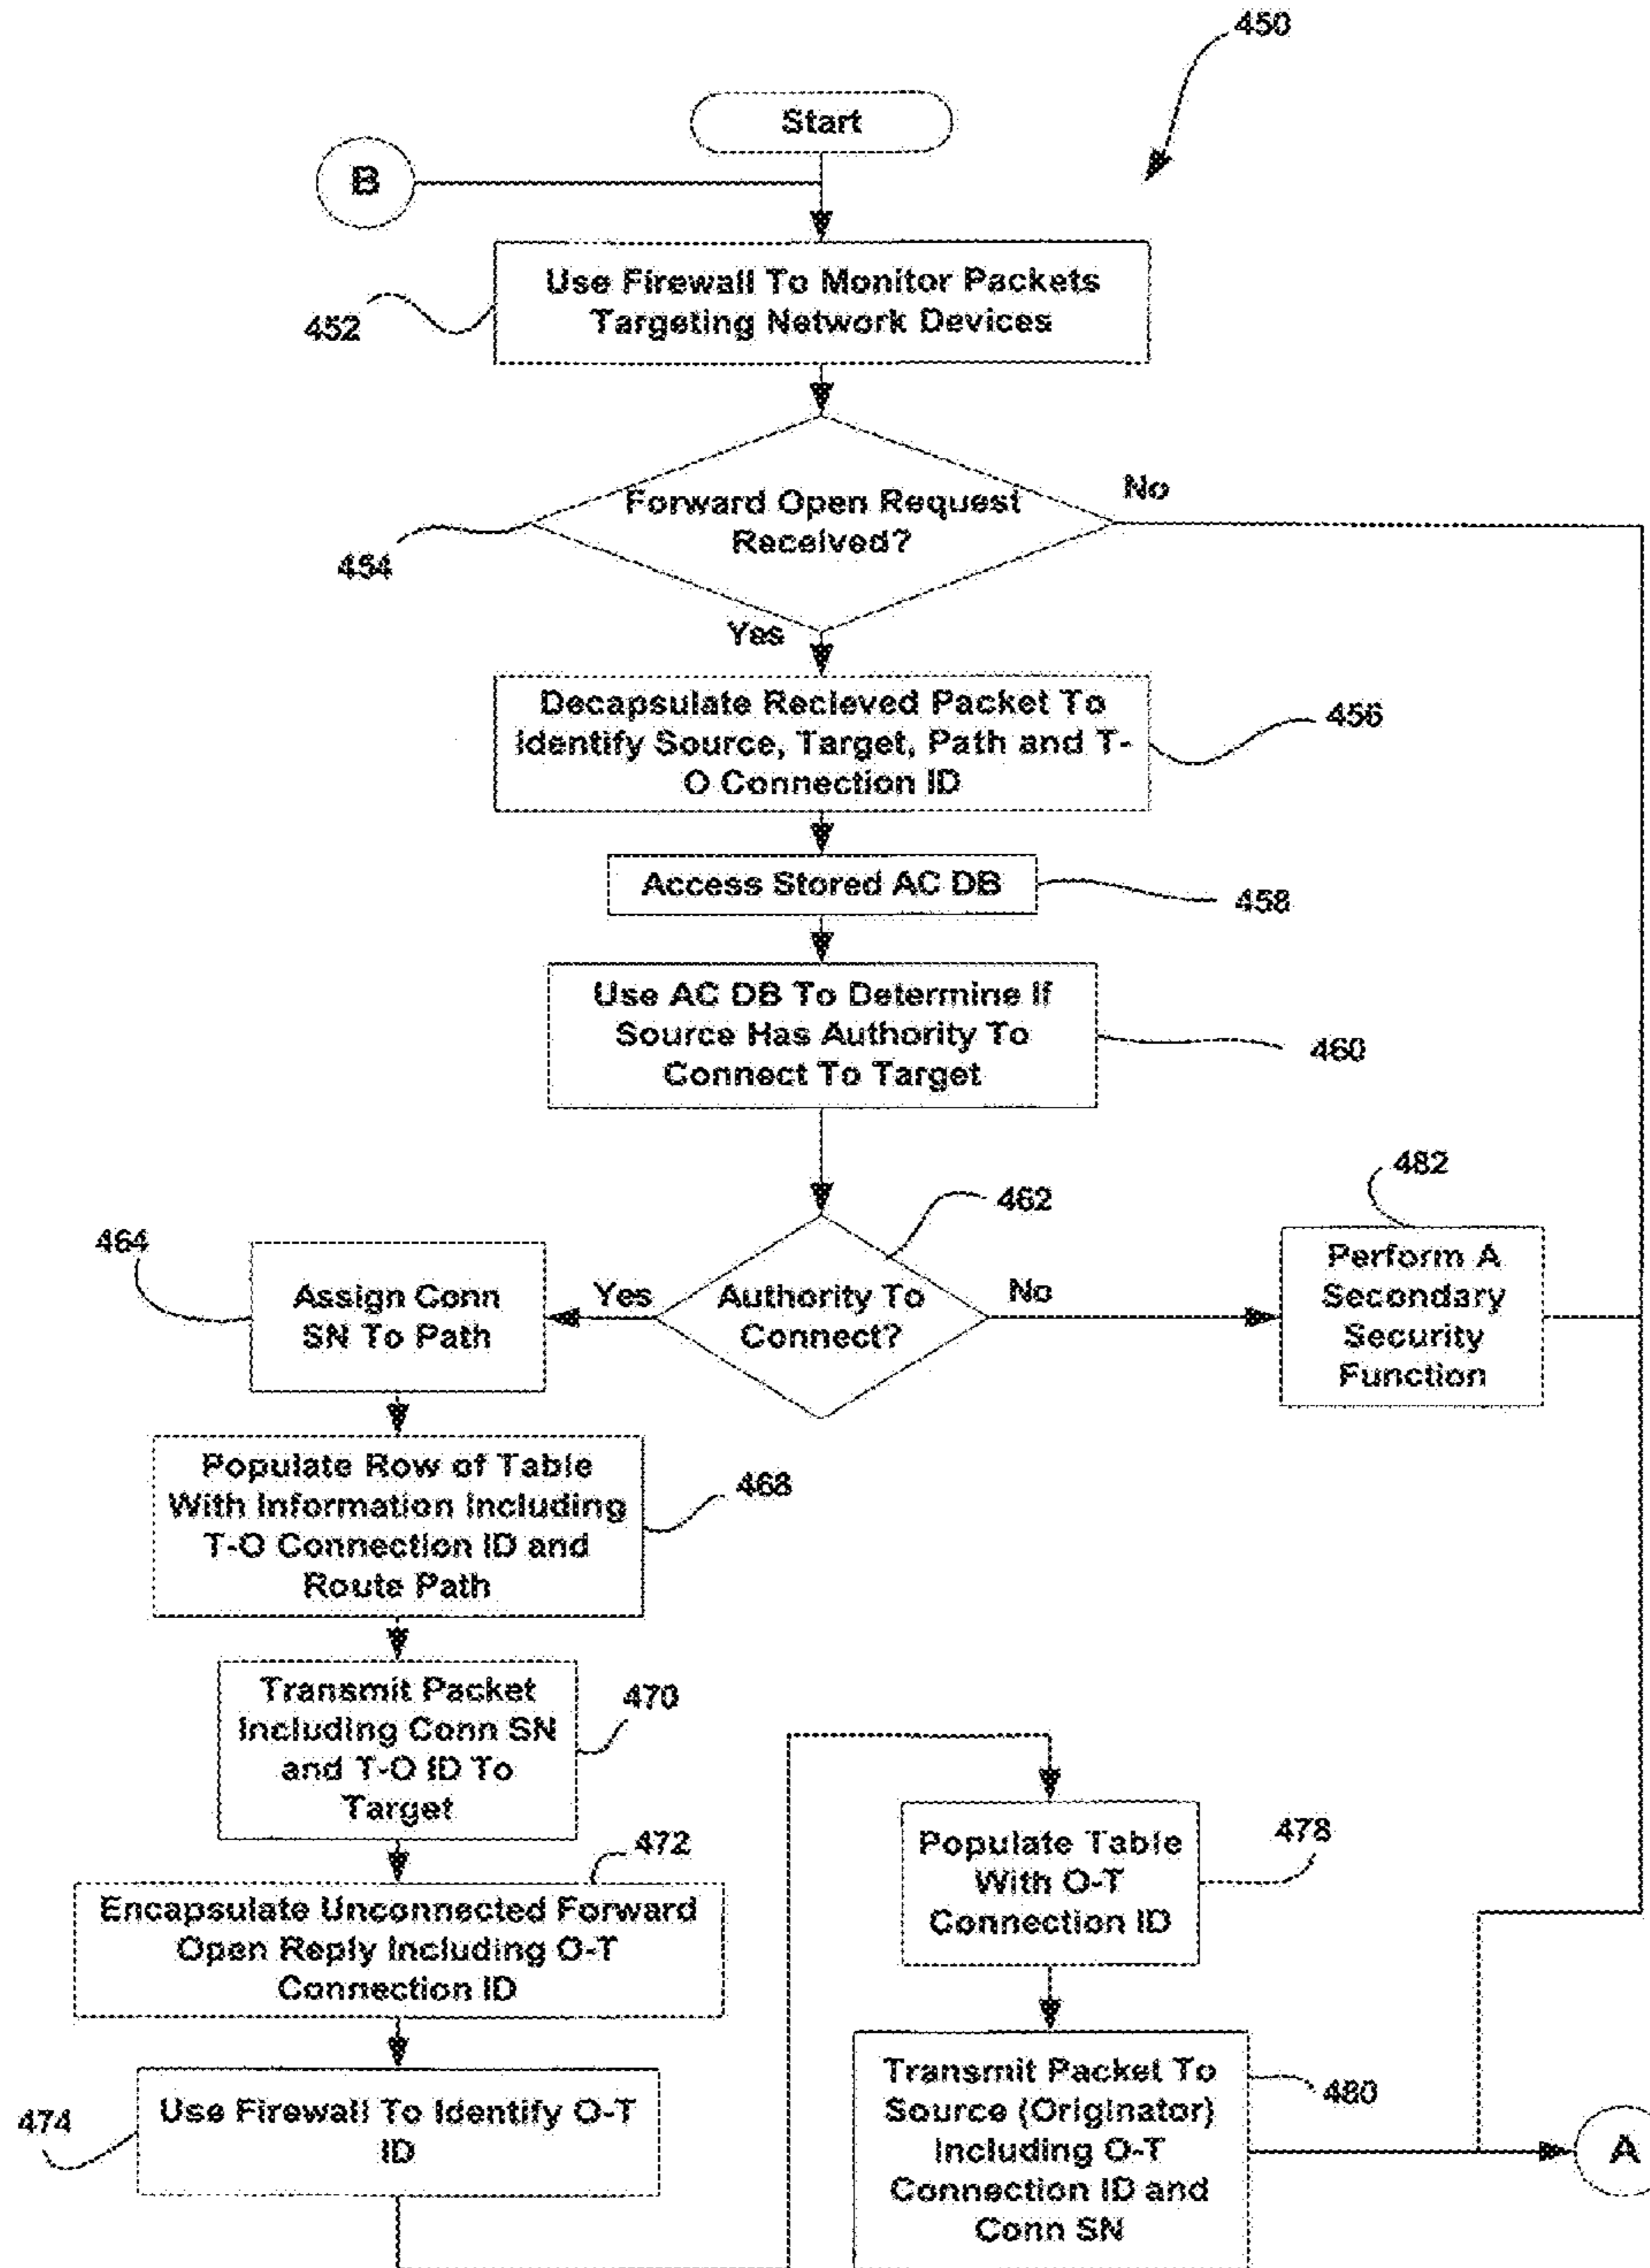 450
Start
B
Use Firewall To Monitor Packets
Targeting Network Devices
452
Forward Open Request
Received?
No
454
Yes
Decapsulate Recieved Packet To
Identify Source, Target, Path and T-
O Connection ID
456
Access Stored AC DB
458
Use AC DB To Determine If
Source Has Authority To
Connect To Target
460
462
482
464
Assign Conn
SN To Path
Yes
Authority To
Connect?
No
Perform A
Secondary
Security
Function
Populate Row of Table
With Information Including
T-O Connection ID and
Route Path
468
Transmit Packet
Including Conn SN
and T-O ID To
Target
470
472
Encapsulate Unconnected Forward
Open Reply Including O-T
Connection ID
Populate Table
With O-T
Connection ID
478
474
Use Firewall To Identify O-T
ID
Transmit Packet To
Source (Originator)
Including O-T
Connection ID and
Conn SN
480
A